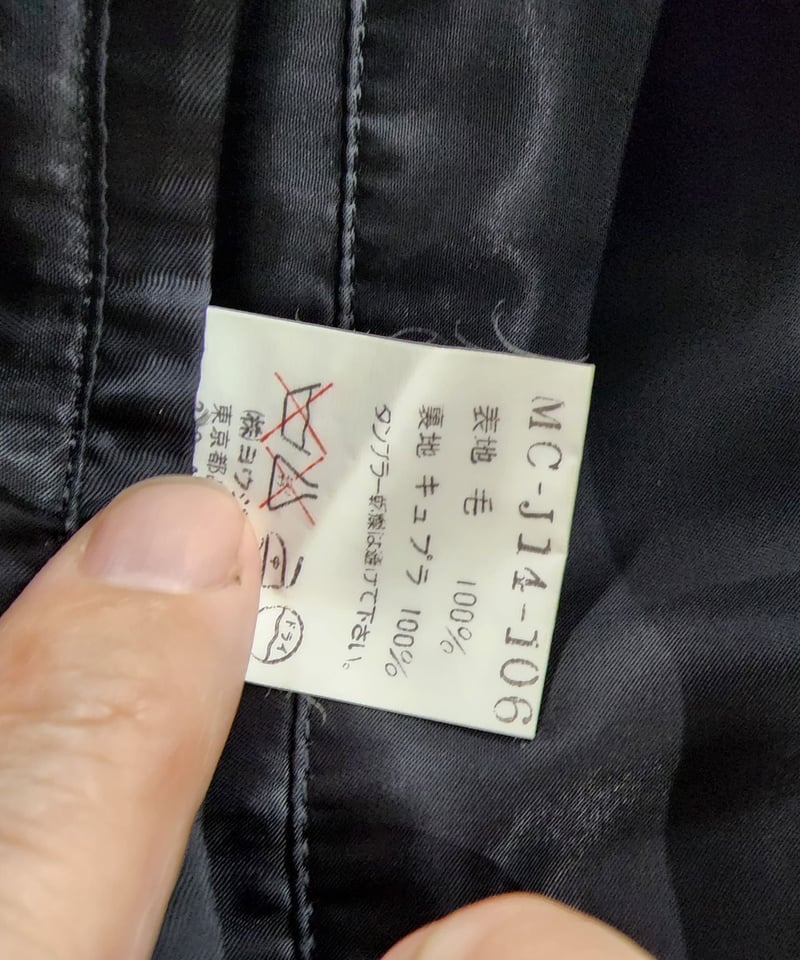 MC-J14-106
表地 毛 100%
裏地 キュプラ 100%
タンブラー乾燥は避けて下さい。
ドライ
(株)ヨウジ
東京都